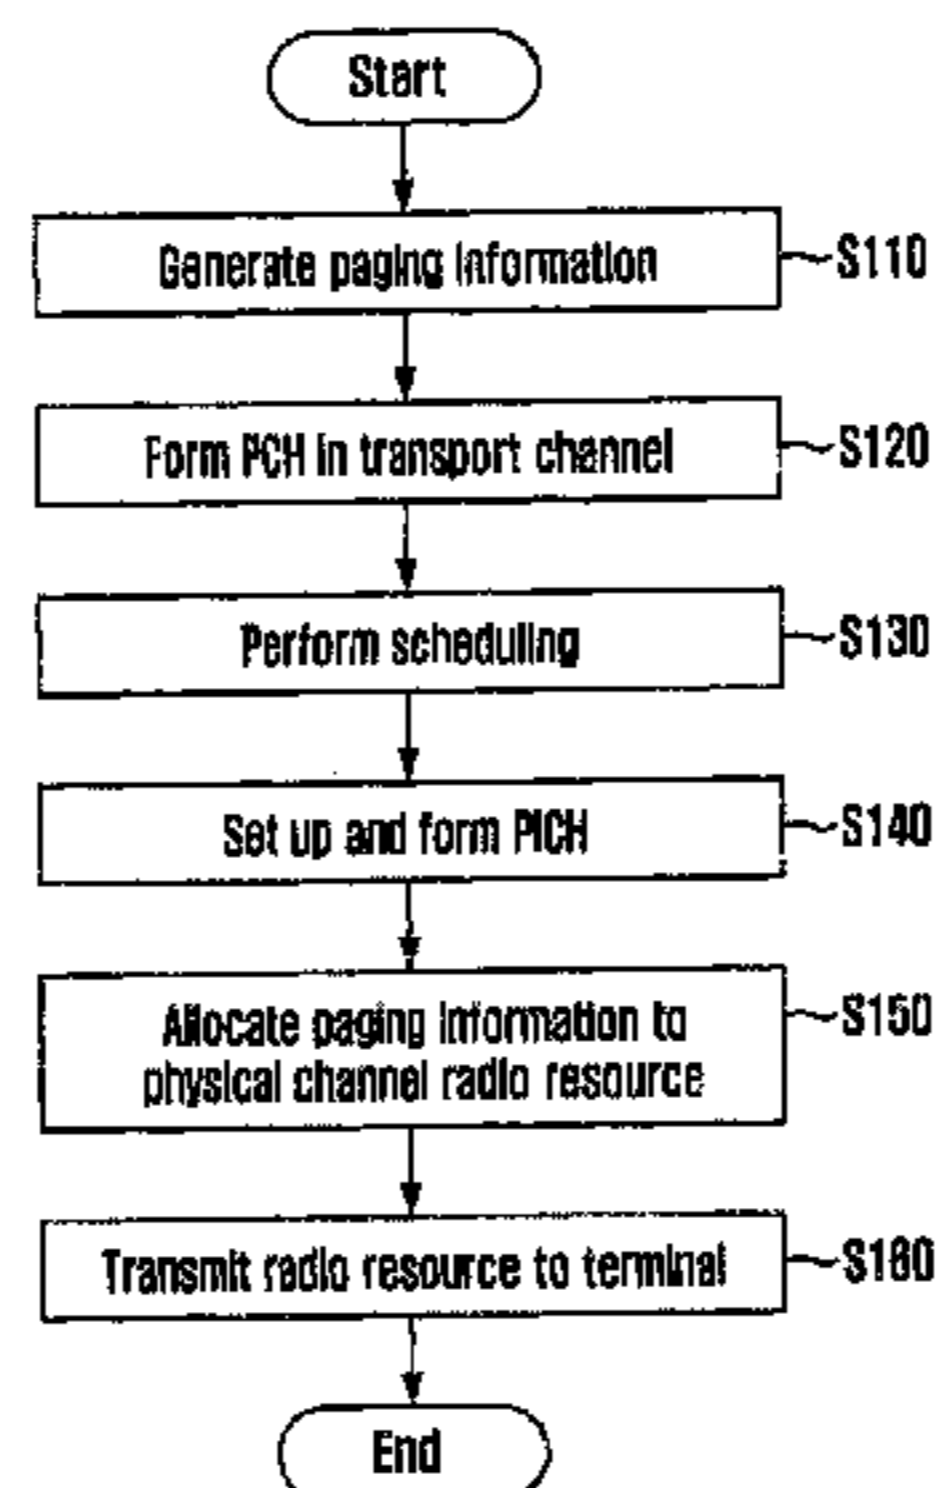 Start
Generate paging information
S110
Form PCH in transport channel
S120
Perform scheduling
S130
Set up and form PICH
S140
Allocate paging information to
physical channel radio resource
S150
Transmit radio resource to terminal
S160
End